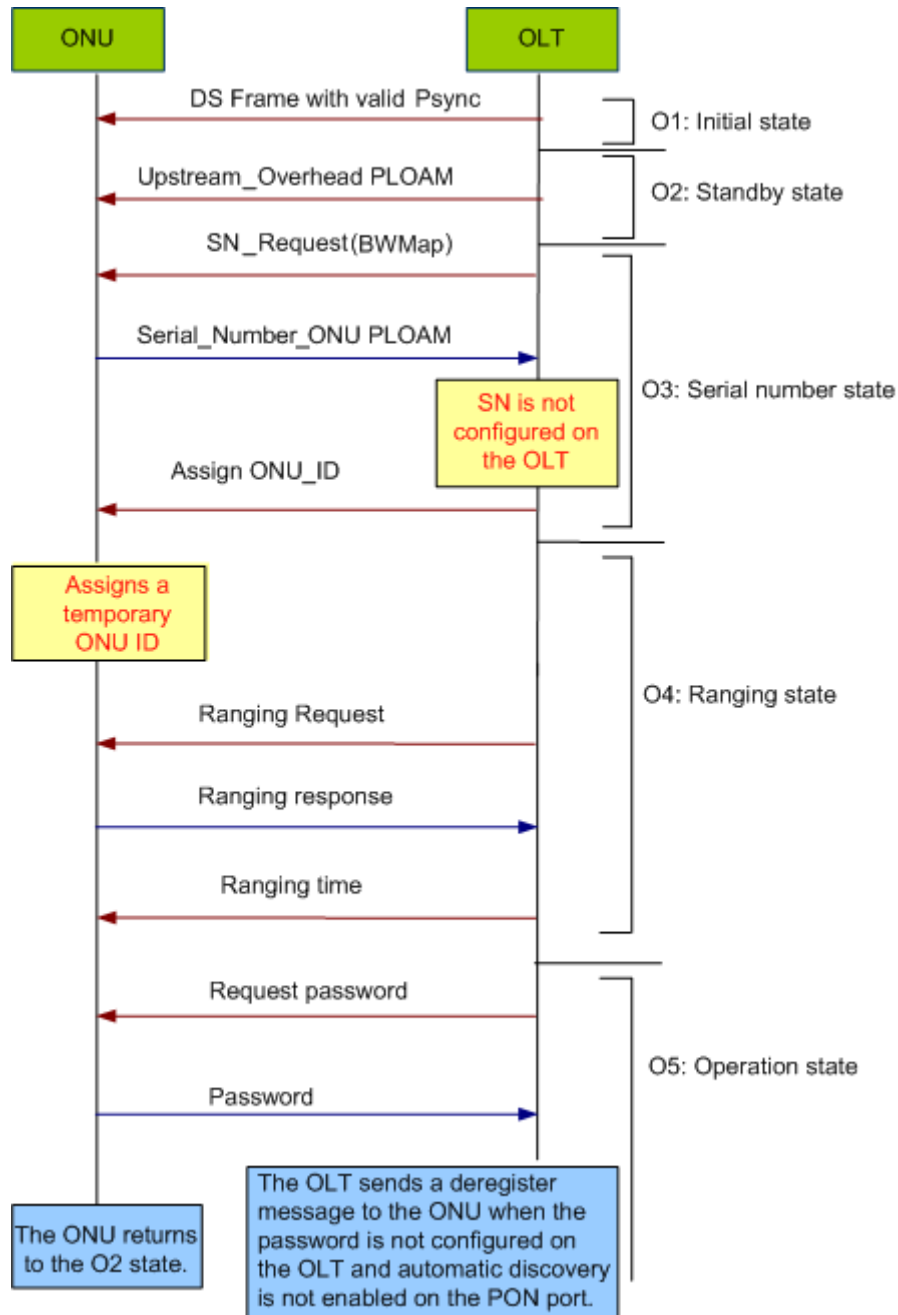 ONU
OLT
DS Frame with valid Psync
O1: Initial state
Upstream_Overhead PLOAM
O2: Standby state
SN_Request(BWMap)
Serial_Number_ONU PLOAM
O3: Serial number state
SN is not
configured on
the OLT
Assign ONU_ID
Assigns a
temporary
ONU ID
O4: Ranging state
Ranging Request
Ranging response
Ranging time
Request password
O5: Operation state
Password
The OLT sends a deregister
message to the ONU when the
password is not configured on
the OLT and automatic discovery
is not enabled on the PON port.
The ONU returns
to the O2 state.